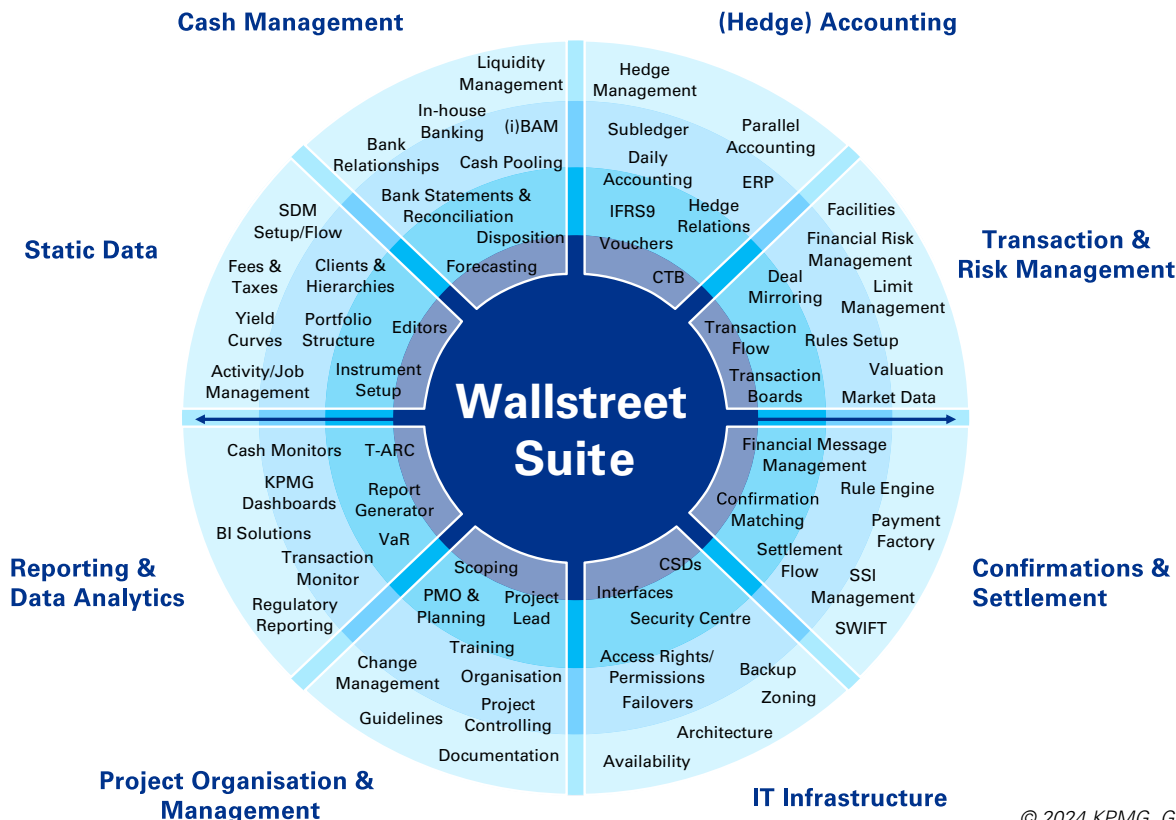 Cash Management
(Hedge) Accounting
Liquidity
Management
In-house
Banking
(i)BAM
Bank
Relationships
Cash Pooling
Bank Statements &
Reconciliation
Disposition
Forecasting
Hedge
Management
Subledger
Parallel
Accounting
Daily
Accounting
ERP
IFRS9
Hedge
Relations
Vouchers
CTB
Static Data
SDM
Setup/Flow
Fees &
Taxes
Clients &
Hierarchies
Yield
Curves
Portfolio
Structure
Editors
Activity/Job
Management
Instrument
Setup
Transaction &
Risk Management
Facilities
Financial Risk
Management
Deal
Mirroring
Limit
Management
Transaction
Flow
Rules Setup
Valuation
Transaction
Boards
Market Data
Wallstreet
Suite
Reporting &
Data Analytics
Cash Monitors
T-ARC
KPMG
Dashboards
Report
Generator
BI Solutions
VaR
Transaction
Monitor
Regulatory
Reporting
Confirmations &
Settlement
Financial Message
Management
Rule Engine
Confirmation
Matching
Payment
Factory
Settlement
Flow
SSI
Management
SWIFT
Scoping
PMO &
Planning
Project
Lead
Training
Change
Management
Organisation
Guidelines
Project
Controlling
Documentation
Project Organisation &
Management
CSDs
Interfaces
Security Centre
Access Rights/
Permissions
Backup
Failovers
Zoning
Architecture
Availability
IT Infrastructure
© 2024 KPMG, G